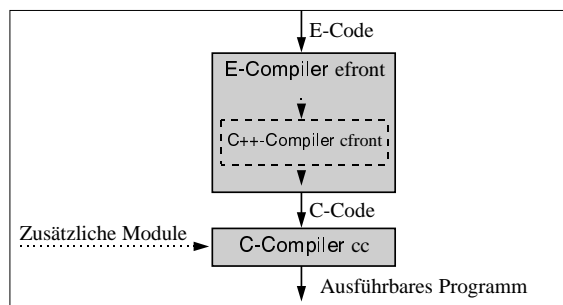 E-Code
E-Compiler efront
C++-Compiler cfront
C-Code
Zusätzliche Module
C-Compiler cc
Ausführbares Programm